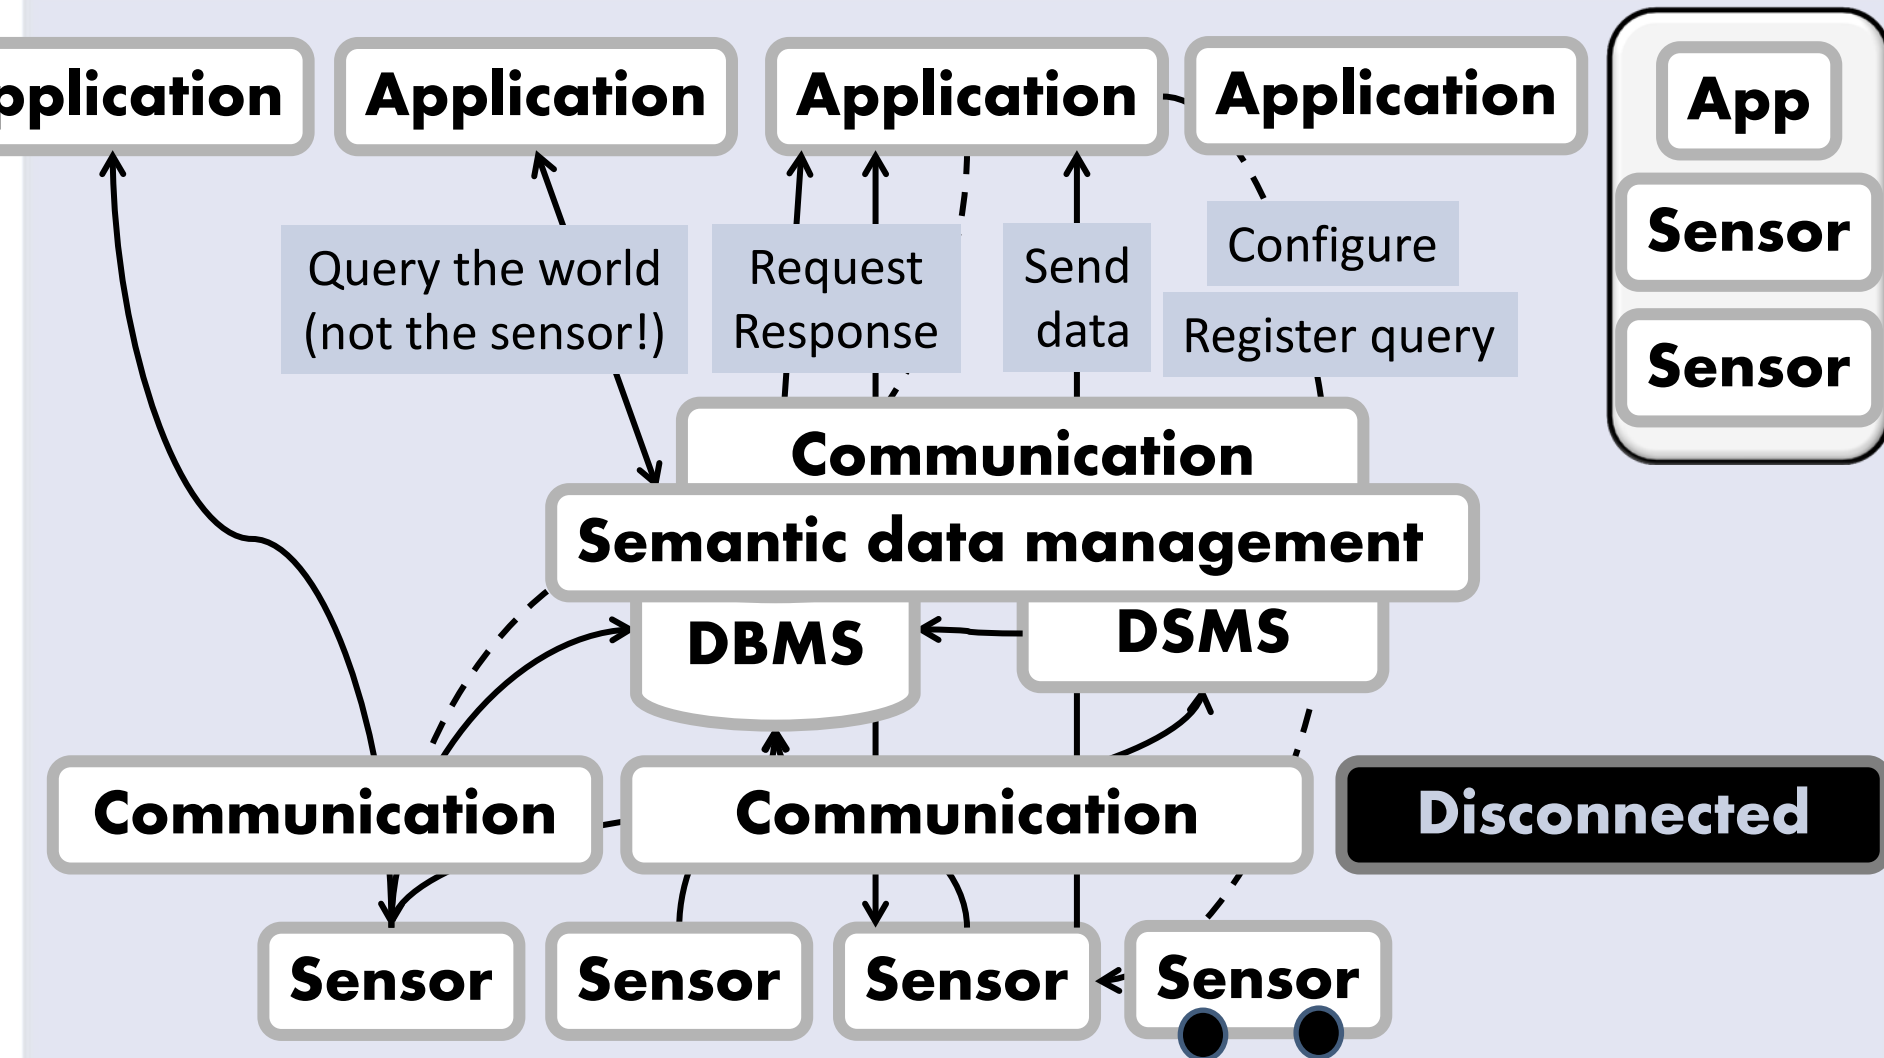 pplication
Application
Application
Application
App
Sensor
Sensor
Query the world
(not the sensor!)
Request
Response
Send
data
Configure
Register query
Communication
Semantic data management
DBMS
DSMS
Communication
Communication
Disconnected
Sensor
Sensor
Sensor
Sensor